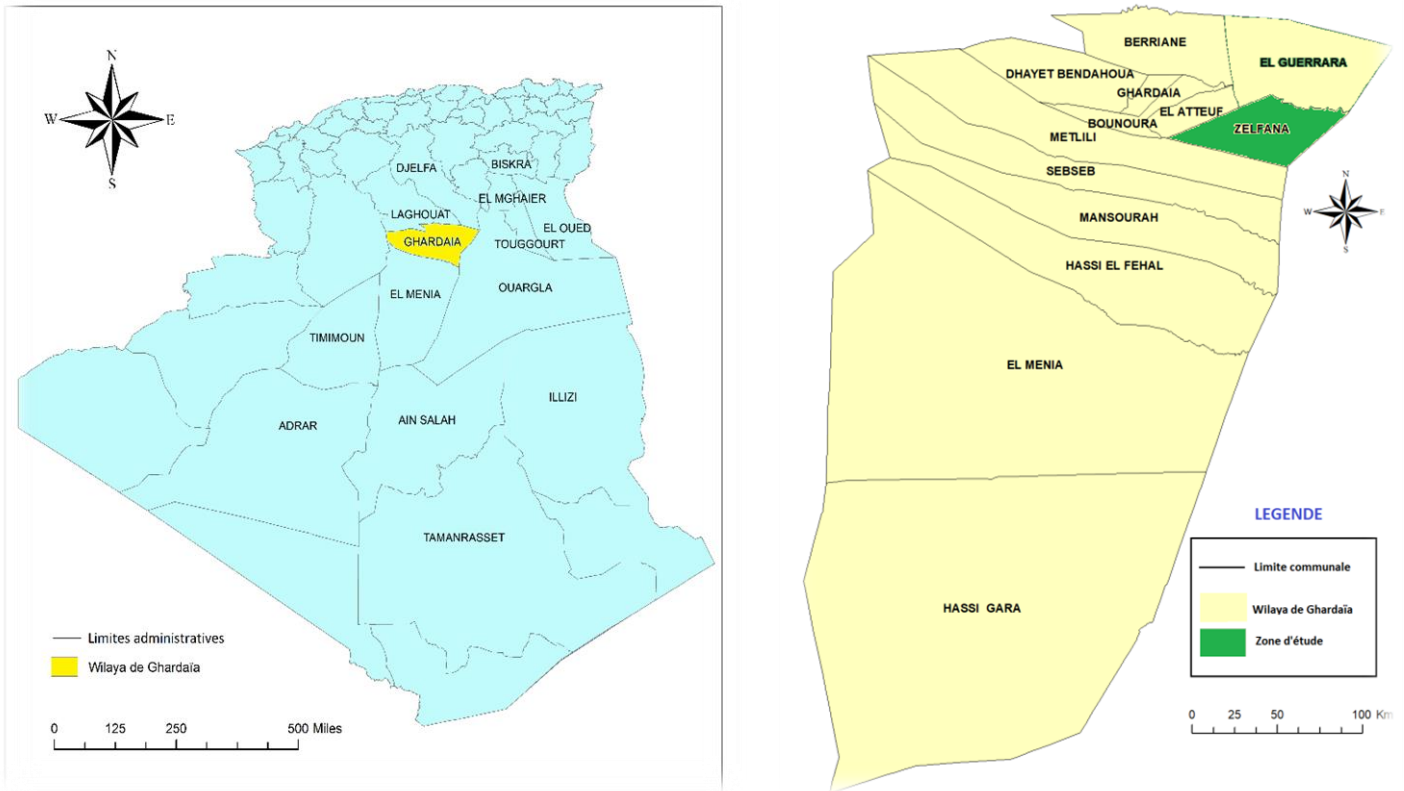 N
W
E
S
DJELFA
BISKRA
EL MGHAIER
LAGHOUAT
EL OUED
GHARDAIA
TOUGGOURT
OUARGLA
EL MENIA
TIMIMOUN
ILLIZI
ADRAR
AIN SALAH
TAMANRASSET
Limites administratives
Wilaya de Ghardaïa
0 125 250 500 Miles
BERRIANE
EL GUERRARA
DHAYET BENDAHOUA
GHARDAIA
EL ATTEUF
BOUNOURA
ZELFANA
METLILI
SEBSEB
N
W
E
S
MANSOURAH
HASSI EL FEHAL
EL MENIA
HASSI GARA
LEGENDE
Limite communale
Wilaya de Ghardaïa
Zone d'étude
0 25 50 100 Km